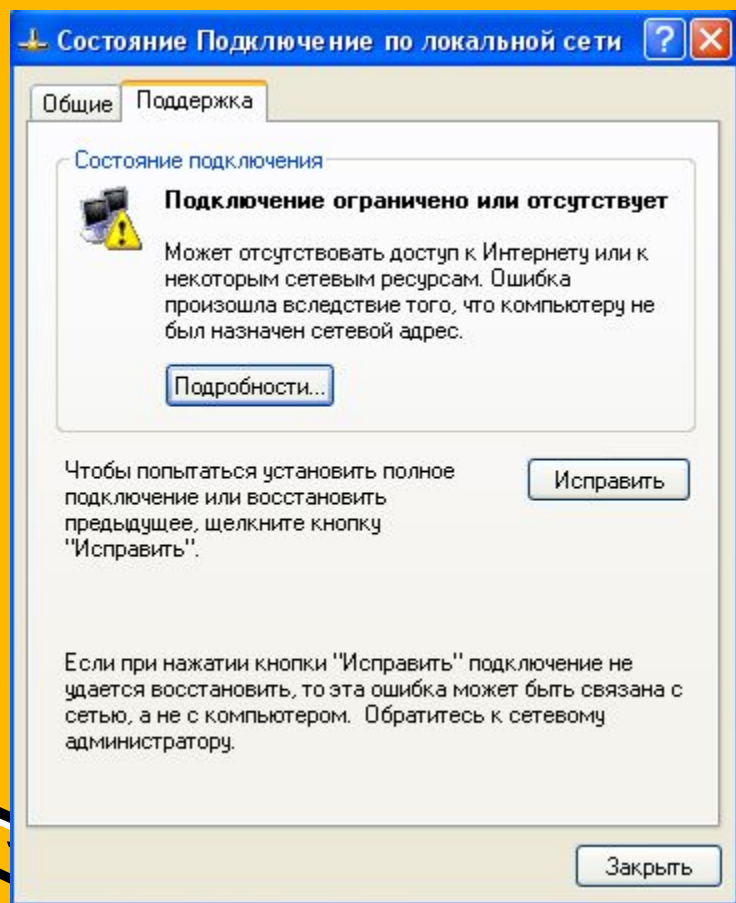 Состояние Подключение по локальной сети
Общие
Поддержка
Состояние подключения
Подключение ограничено или отсутствует
Может отсутствовать доступ к Интернету или к
некоторым сетевым ресурсам. Ошибка
произошла вследствие того, что компьютеру не
был назначен сетевой адрес.
Подробности...
Чтобы попытаться установить полное
подключение или восстановить
предыдущее, щелкните кнопку
"Исправить".
Исправить
Если при нажатии кнопки "Исправить" подключение не
удается восстановить, то эта ошибка может быть связана с
сетью, а не с компьютером. Обратитесь к сетевому
администратору.
Закрыть